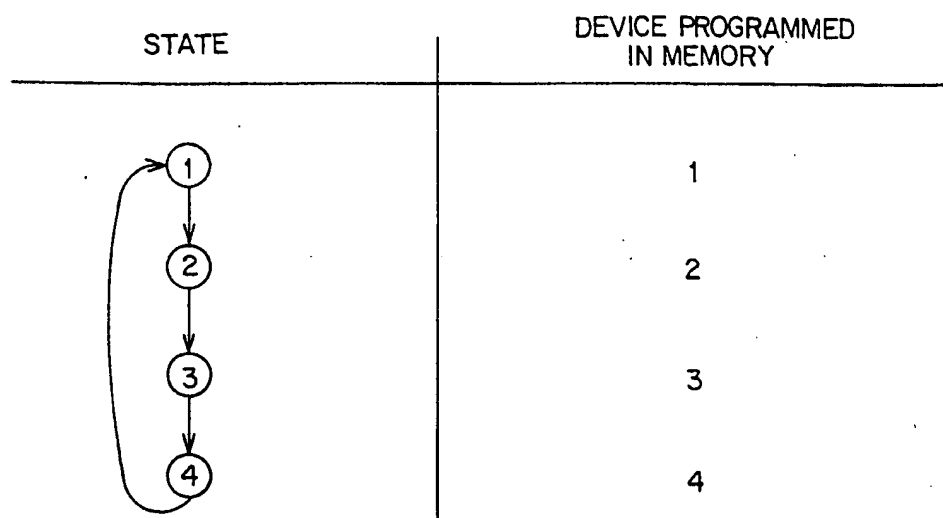 STATE
DEVICE PROGRAMMED
IN MEMORY
1 1
2 2
3 3
4 4